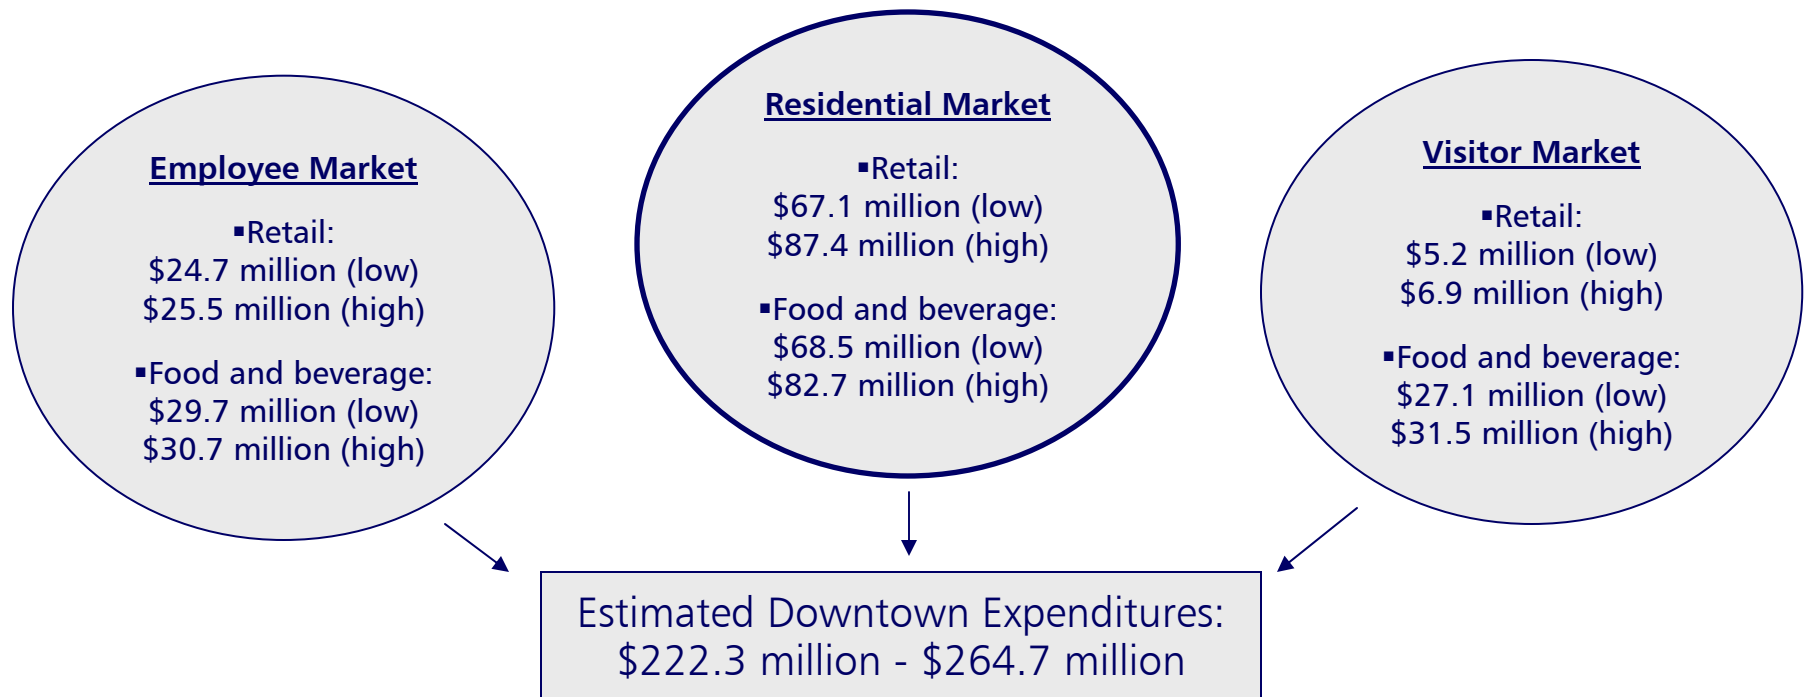 Employee Market
▪Retail:
$24.7 million (low)
$25.5 million (high)
▪Food and beverage:
$29.7 million (low)
$30.7 million (high)
Residential Market
▪Retail:
$67.1 million (low)
$87.4 million (high)
▪Food and beverage:
$68.5 million (low)
$82.7 million (high)
Visitor Market
▪Retail:
$5.2 million (low)
$6.9 million (high)
▪Food and beverage:
$27.1 million (low)
$31.5 million (high)
Estimated Downtown Expenditures:
$222.3 million - $264.7 million